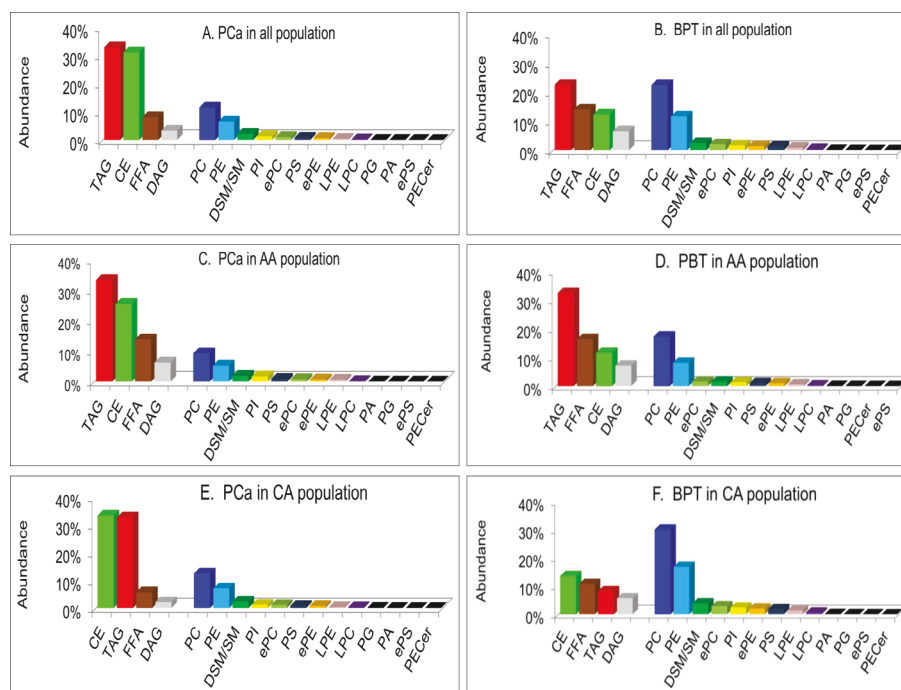 A. PCa in all population
Abundance
40%
30%
20%
10%
0%
TAG CE FFA DAG PC PE DSM/SM PI ePC PS ePE LPE LPC PG PA ePS PECer
B. BPT in all population
Abundance
40%
30%
20%
10%
0%
TAG FFA CE DAG PC PE DSM/SM ePC PI ePE PS LPE LPC PA PG ePS PECer
C. PCa in AA population
Abundance
40%
30%
20%
10%
0%
TAG CE FFA DAG PC PE DSM/SM PI PS ePC ePE LPE LPC PA PG ePS PECer
D. PBT in AA population
Abundance
40%
30%
20%
10%
0%
TAG FFA CE DAG PC PE ePC DSM/SM PI PS ePE LPE LPC PA PG PECer ePS
E. PCa in CA population
Abundance
40%
30%
20%
10%
0%
CE TAG FFA DAG PC PE DSM/SM PI ePC PS ePE LPE LPC PG PA ePS PECer
F. BPT in CA population
Abundance
40%
30%
20%
10%
0%
CE FFA TAG DAG PC PE DSM/SM ePC PI ePE PS LPE LPC PA PG ePS PECer